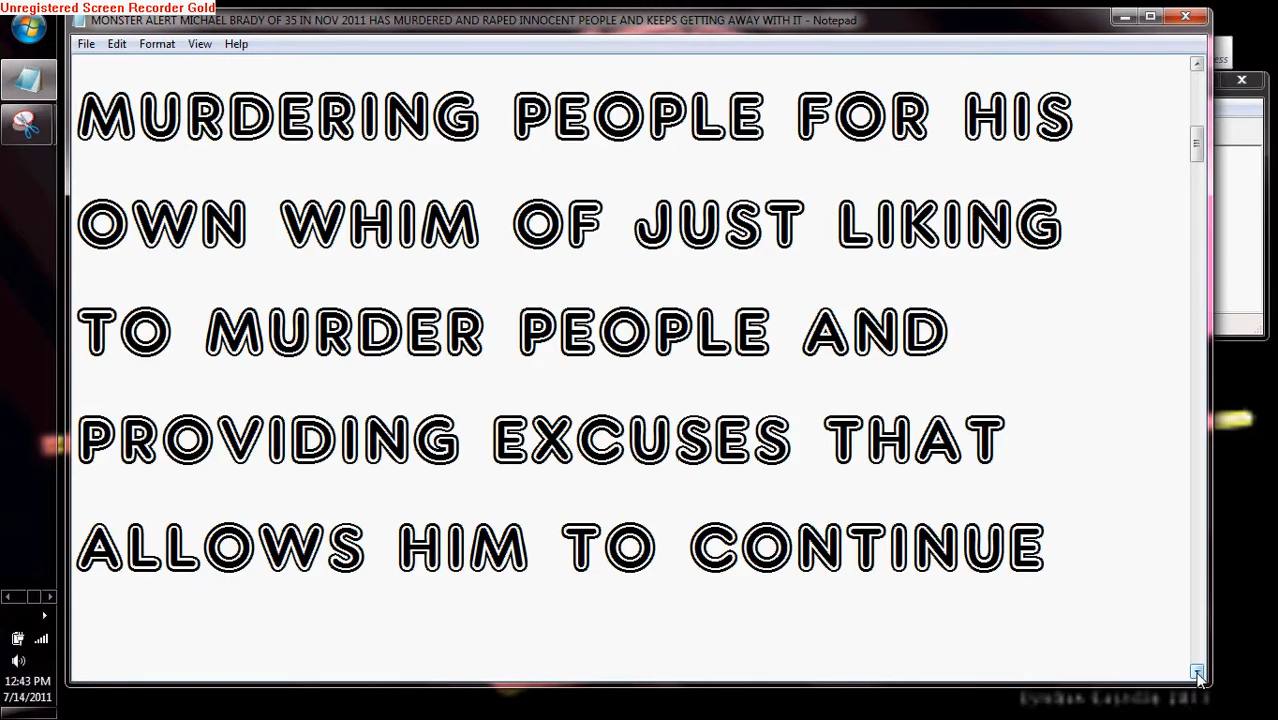 Unregistered Screen Recorder Gold
MONSTER ALERT MICHAEL BRADY OF 35 IN NOV 2011 HAS MURDERED AND RAPED INNOCENT PEOPLE AND KEEPS GETTING AWAY WITH IT - Notepad
File Edit Format View Help
MURDERING PEOPLE FOR HIS
OWN WHIM OF JUST LIKING
TO MURDER PEOPLE AND
PROVIDING EXCUSES THAT
ALLOWS HIM TO CONTINUE
12:43 PM
7/14/2011